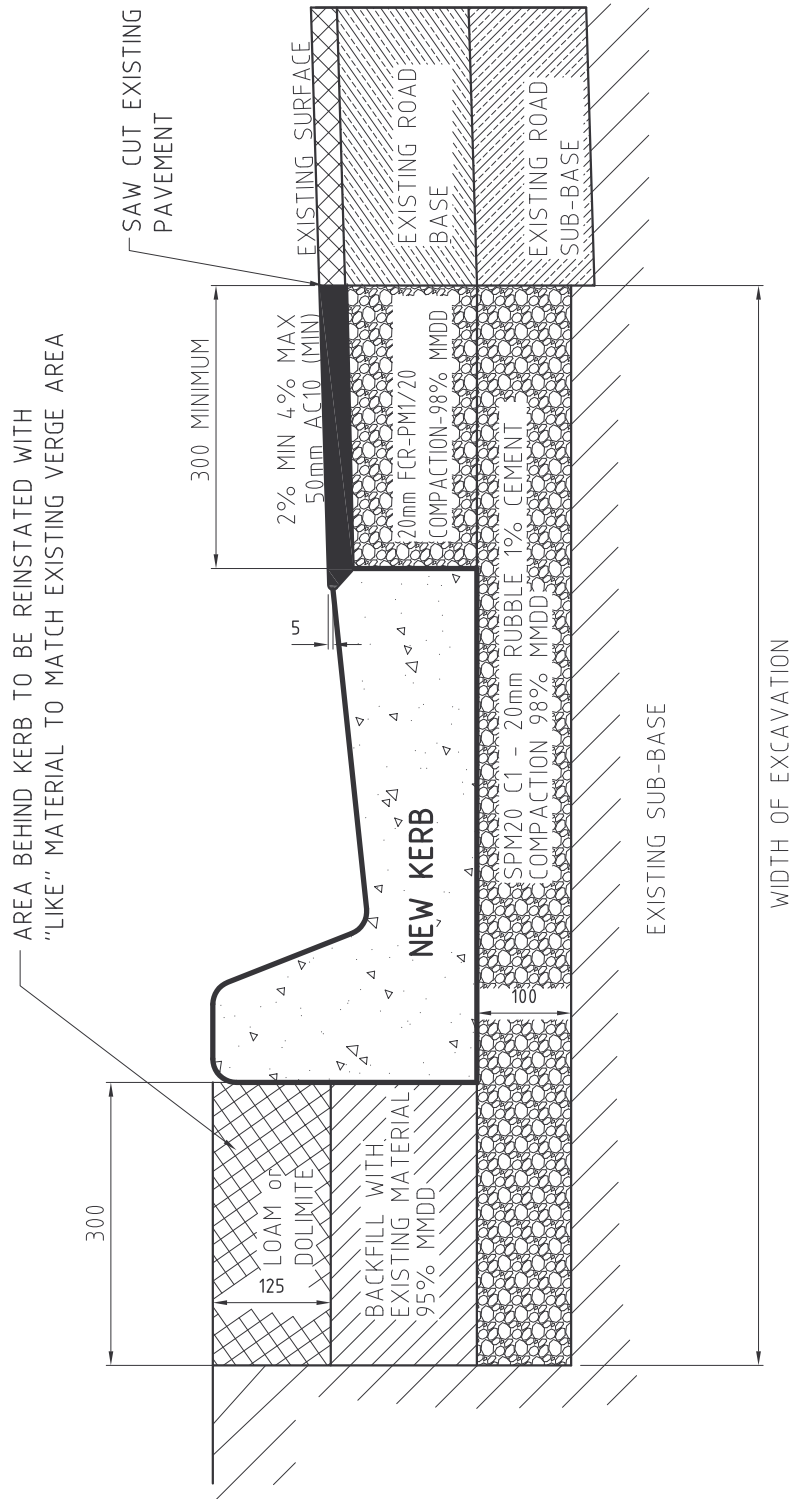 AREA BEHIND KERB TO BE REINSTATED WITH
"LIKE" MATERIAL TO MATCH EXISTING VERGE AREA
SAW CUT EXISTING
PAVEMENT
300
300 MINIMUM
2% MIN 4% MAX
50mm AC10 (MIN)
EXISTING SURFACE
5
LOAM or
DOLIMITE
125
BACKFILL WITH
EXISTING MATERIAL
95% MMDD
NEW KERB
20mm FCR-PM1/20
COMPACTION-98% MMDD
EXISTING ROAD
BASE
SPM20 C1 - 20mm RUBBLE 1% CEMENT
COMPACTION 98% MMDD
EXISTING ROAD
SUB-BASE
100
EXISTING SUB-BASE
WIDTH OF EXCAVATION